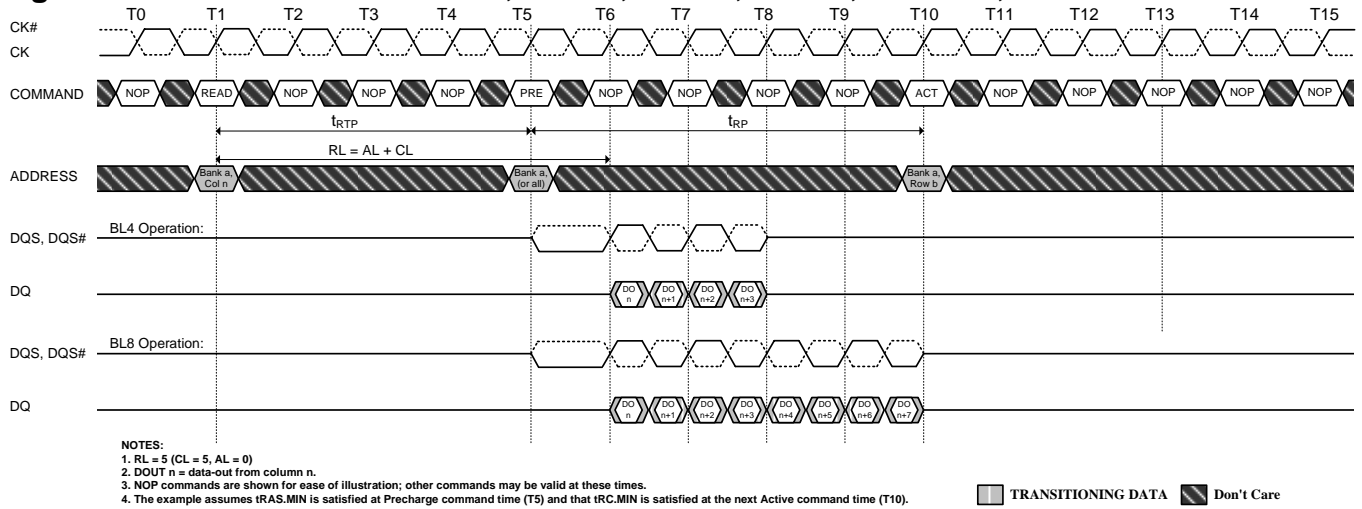 T0 T1 T2 T3 T4 T5 T6 T7 T8 T9 T10 T11 T12 T13 T14 T15
CK#
CK
COMMAND NOP READ NOP NOP NOP PRE NOP NOP NOP NOP ACT NOP NOP NOP NOP NOP
tRTP tRP
RL = AL + CL
ADDRESS
Bank a,
Col n
Bank a,
(or all)
Bank a,
Row b
BL4 Operation:
DQS, DQS#
DQ
DO
n
DO
n+1
DO
n+2
DO
n+3
BL8 Operation:
DQS, DQS#
DQ
DO
n
DO
n+1
DO
n+2
DO
n+3
DO
n+4
DO
n+5
DO
n+6
DO
n+7
NOTES:
1. RL = 5 (CL = 5, AL = 0)
2. DOUT n = data-out from column n.
3. NOP commands are shown for ease of illustration; other commands may be valid at these times.
4. The example assumes tRAS.MIN is satisfied at Precharge command time (T5) and that tRC.MIN is satisfied at the next Active command time (T10).
TRANSITIONING DATA Don't Care